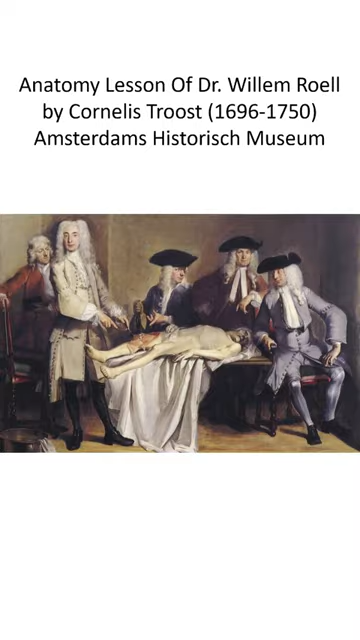 Anatomy Lesson Of Dr. Willem Roell
by Cornelis Troost (1696-1750)
Amsterdams Historisch Museum